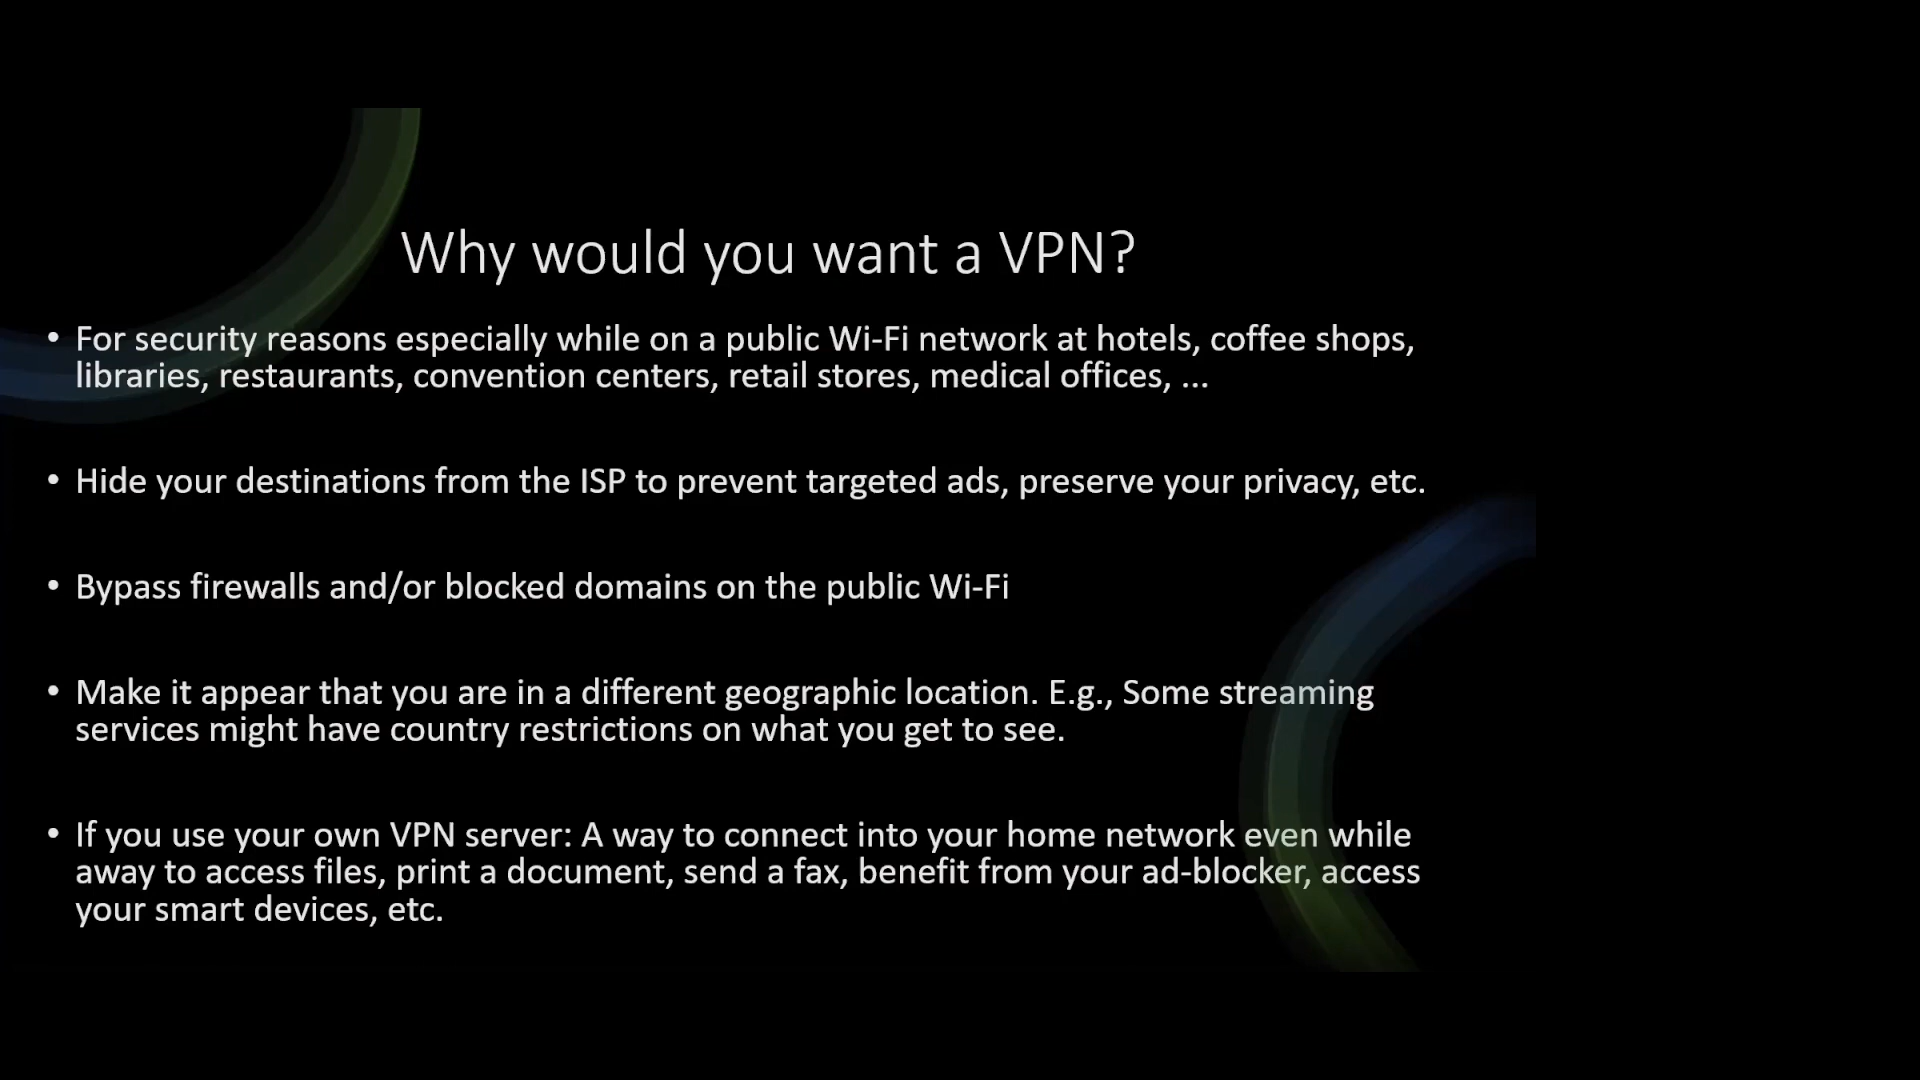 Why would you want a VPN?
• For security reasons especially while on a public Wi-Fi network at hotels, coffee shops,
libraries, restaurants, convention centers, retail stores, medical offices, ...
• Hide your destinations from the ISP to prevent targeted ads, preserve your privacy, etc.
• Bypass firewalls and/or blocked domains on the public Wi-Fi
• Make it appear that you are in a different geographic location. E.g., Some streaming
services might have country restrictions on what you get to see.
• If you use your own VPN server: A way to connect into your home network even while
away to access files, print a document, send a fax, benefit from your ad-blocker, access
your smart devices, etc.